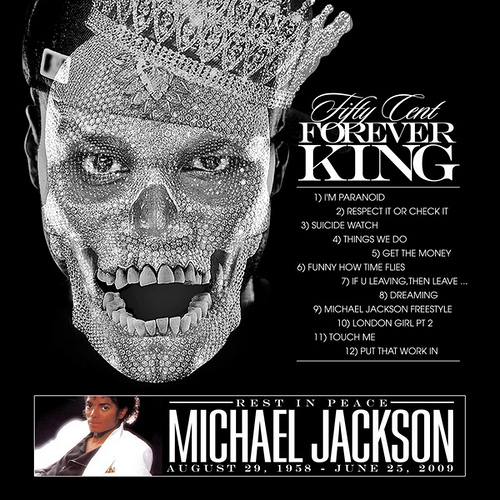 Fifty Cent
FOREVER
KING
1) I'M PARANOID
2) RESPECT IT OR CHECK IT
3) SUICIDE WATCH
4) THINGS WE DO
5) GET THE MONEY
6) FUNNY HOW TIME FLIES
7) IF U LEAVING,THEN LEAVE ...
8) DREAMING
9) MICHAEL JACKSON FREESTYLE
10) LONDON GIRL PT 2
11) TOUCH ME
12) PUT THAT WORK IN
REST IN PEACE
MICHAEL JACKSON
AUGUST 29, 1958 - JUNE 25, 2009